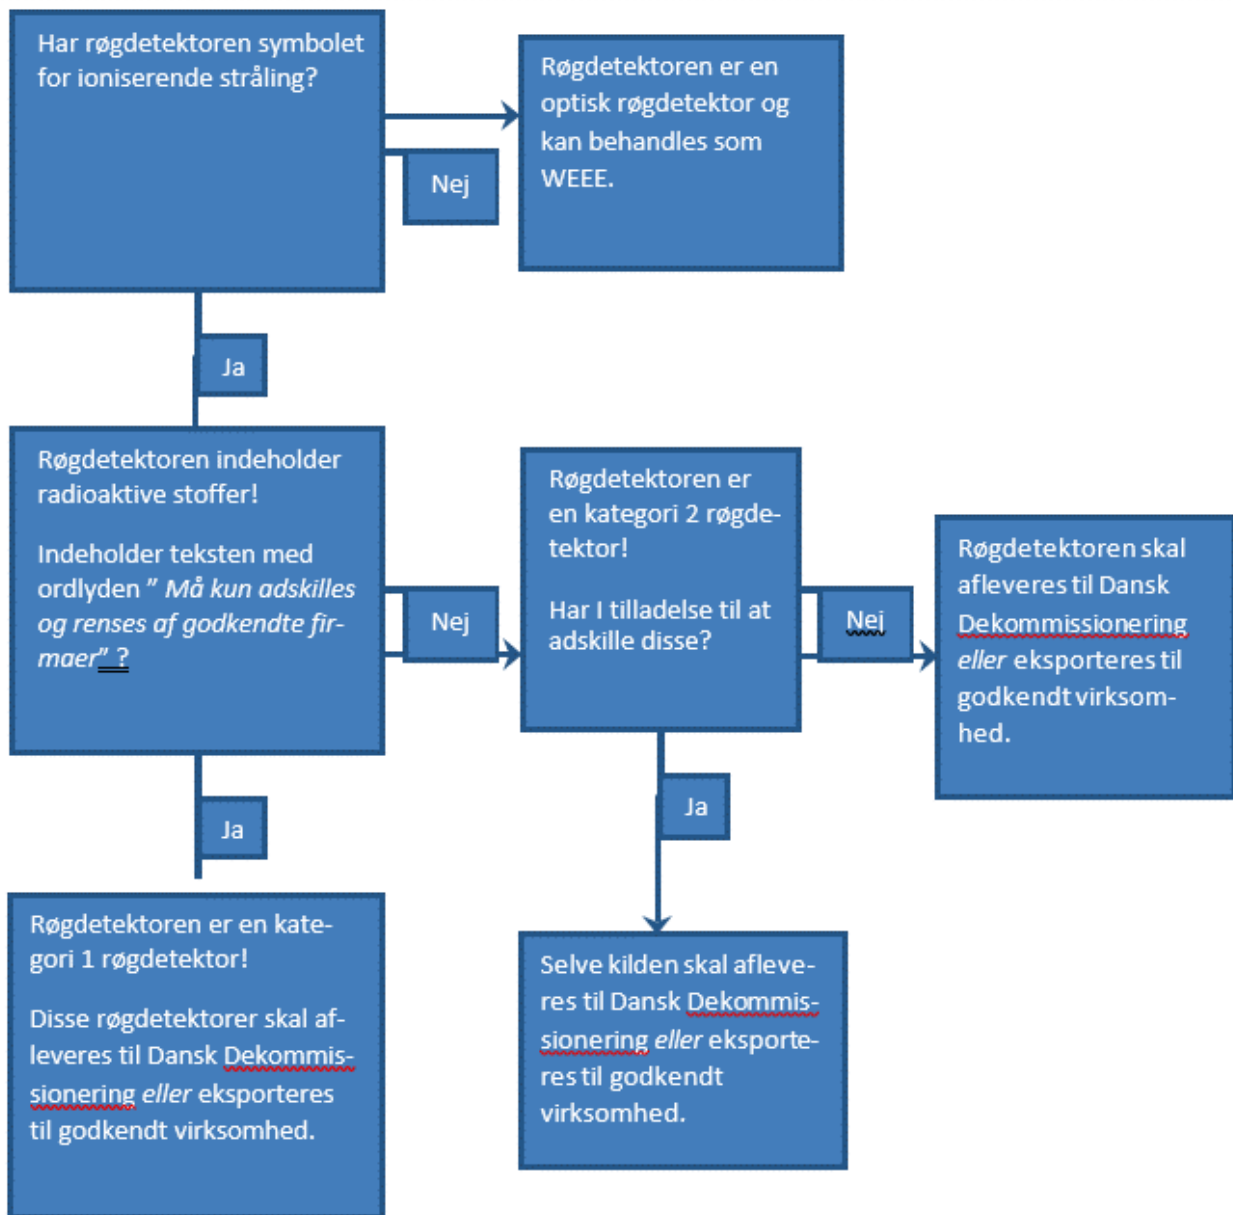 Har røgdetektoren symbolet
for ioniserende stråling?
Nej
Røgdetektoren er en
optisk røgdetektor og
kan behandles som
WEEE.
Ja
Røgdetektoren indeholder
radioaktive stoffer!
Indeholder teksten med
ordlyden ” Må kun adskilles
og renses af godkendte fir-
maer” ?
Nej
Røgdetektoren er
en kategori 2 røgde-
tektor!
Har I tilladelse til at
adskille disse?
Nej
Røgdetektoren skal
afleveres til Dansk
Dekommissionering
eller eksporteres til
godkendt virksom-
hed.
Ja
Røgdetektoren er en kate-
gori 1 røgdetektor!
Disse røgdetektorer skal af-
leveres til Dansk Dekommis-
sionering eller eksporteres
til godkendt virksomhed.
Ja
Selve kilden skal afleve-
res til Dansk Dekommis-
sionering eller eksporte-
res til godkendt
virksomhed.